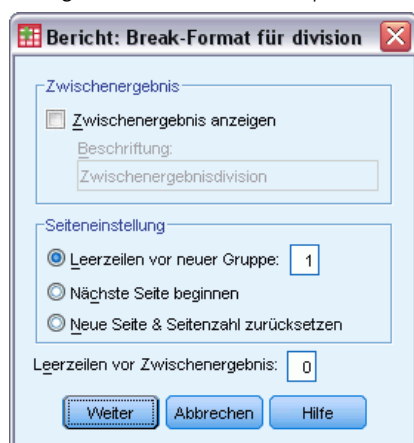 Bericht: Break-Format für division
Zwischenergebnis
Zwischenergebnis anzeigen
Beschriftung:
Zwischenergebnisdivision
Seiteneinstellung
Leerzeilen vor neuer Gruppe: 1
Nächste Seite beginnen
Neue Seite & Seitenzahl zurücksetzen
Leerzeilen vor Zwischenergebnis: 0
Weiter Abbrechen Hilfe